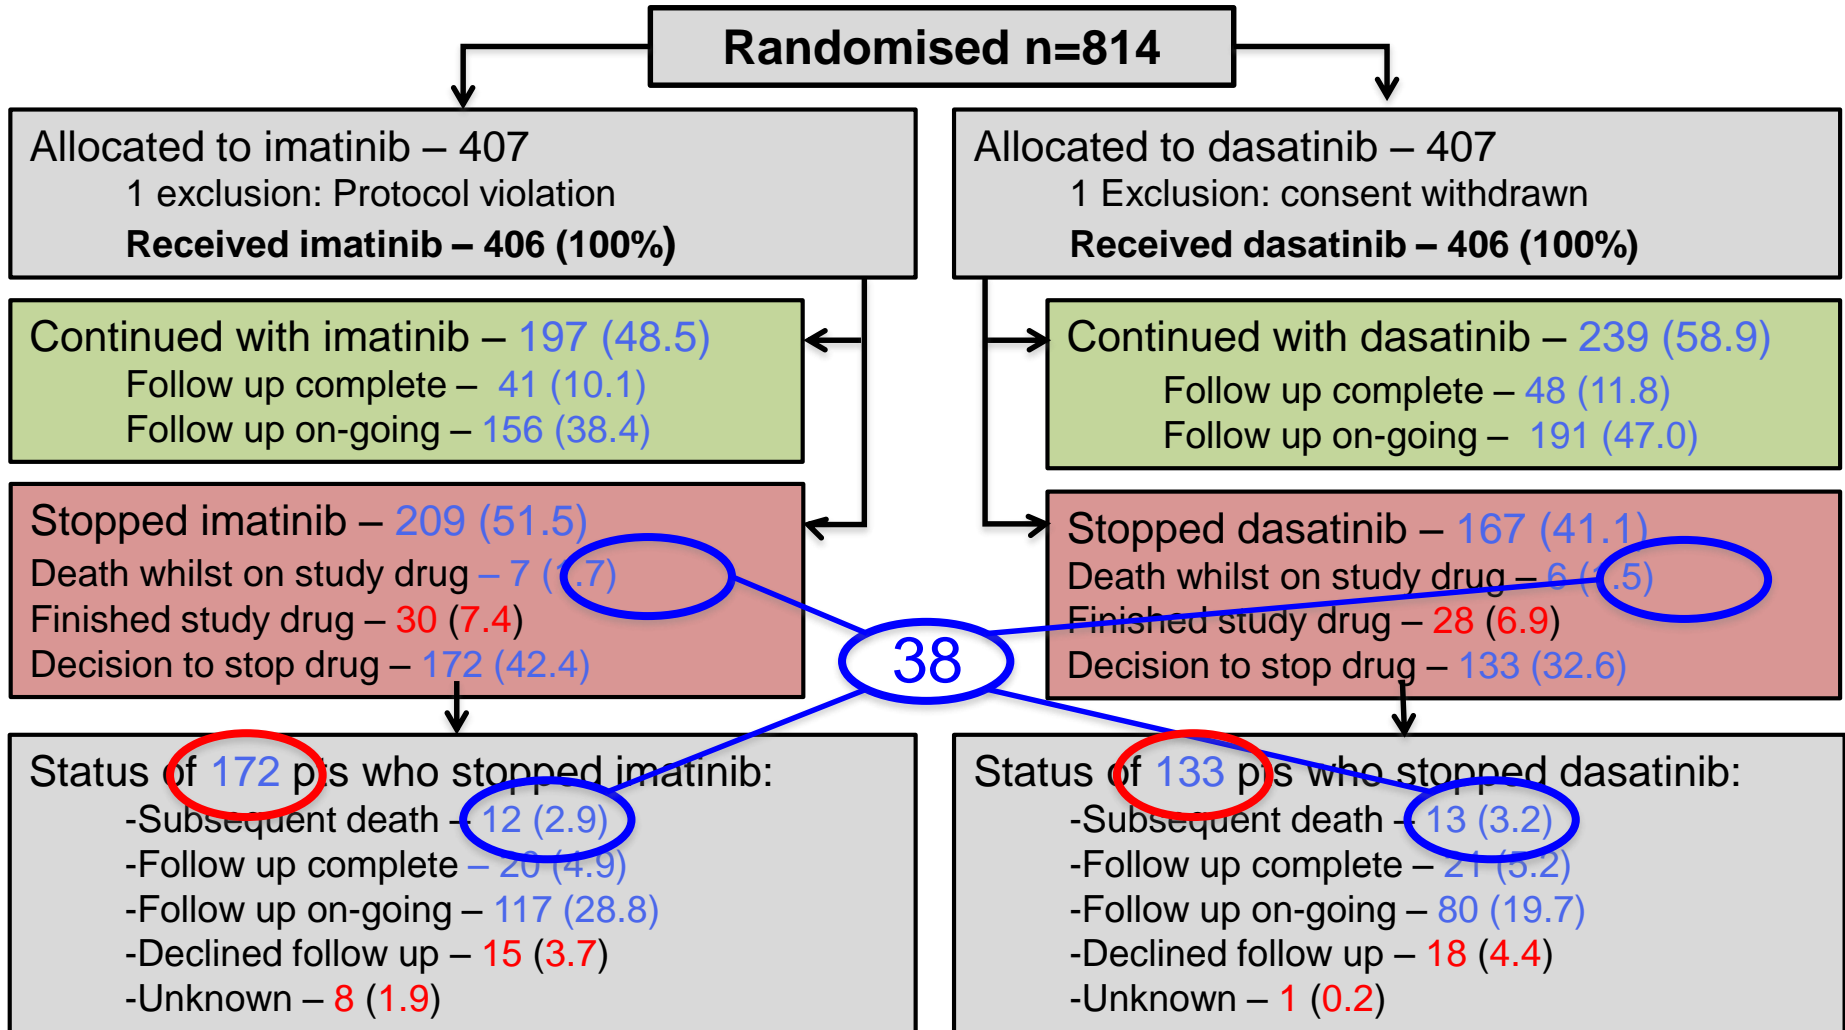 Randomised n=814
Allocated to imatinib – 407
1 exclusion: Protocol violation
Received imatinib – 406 (100%)
Allocated to dasatinib – 407
1 Exclusion: consent withdrawn
Received dasatinib – 406 (100%)
Continued with imatinib – 197 (48.5)
Follow up complete – 41 (10.1)
Follow up on-going – 156 (38.4)
Continued with dasatinib – 239 (58.9)
Follow up complete – 48 (11.8)
Follow up on-going – 191 (47.0)
Stopped imatinib – 209 (51.5)
Death whilst on study drug – 7 (1.7)
Finished study drug – 30 (7.4)
Decision to stop drug – 172 (42.4)
Stopped dasatinib – 167 (41.1)
Death whilst on study drug – 6 (1.5)
Finished study drug – 28 (6.9)
Decision to stop drug – 133 (32.6)
38
Status of 172 pts who stopped imatinib:
-Subsequent death – 12 (2.9)
-Follow up complete – 20 (4.9)
-Follow up on-going – 117 (28.8)
-Declined follow up – 15 (3.7)
-Unknown – 8 (1.9)
Status of 133 pts who stopped dasatinib:
-Subsequent death – 13 (3.2)
-Follow up complete – 21 (5.2)
-Follow up on-going – 80 (19.7)
-Declined follow up – 18 (4.4)
-Unknown – 1 (0.2)